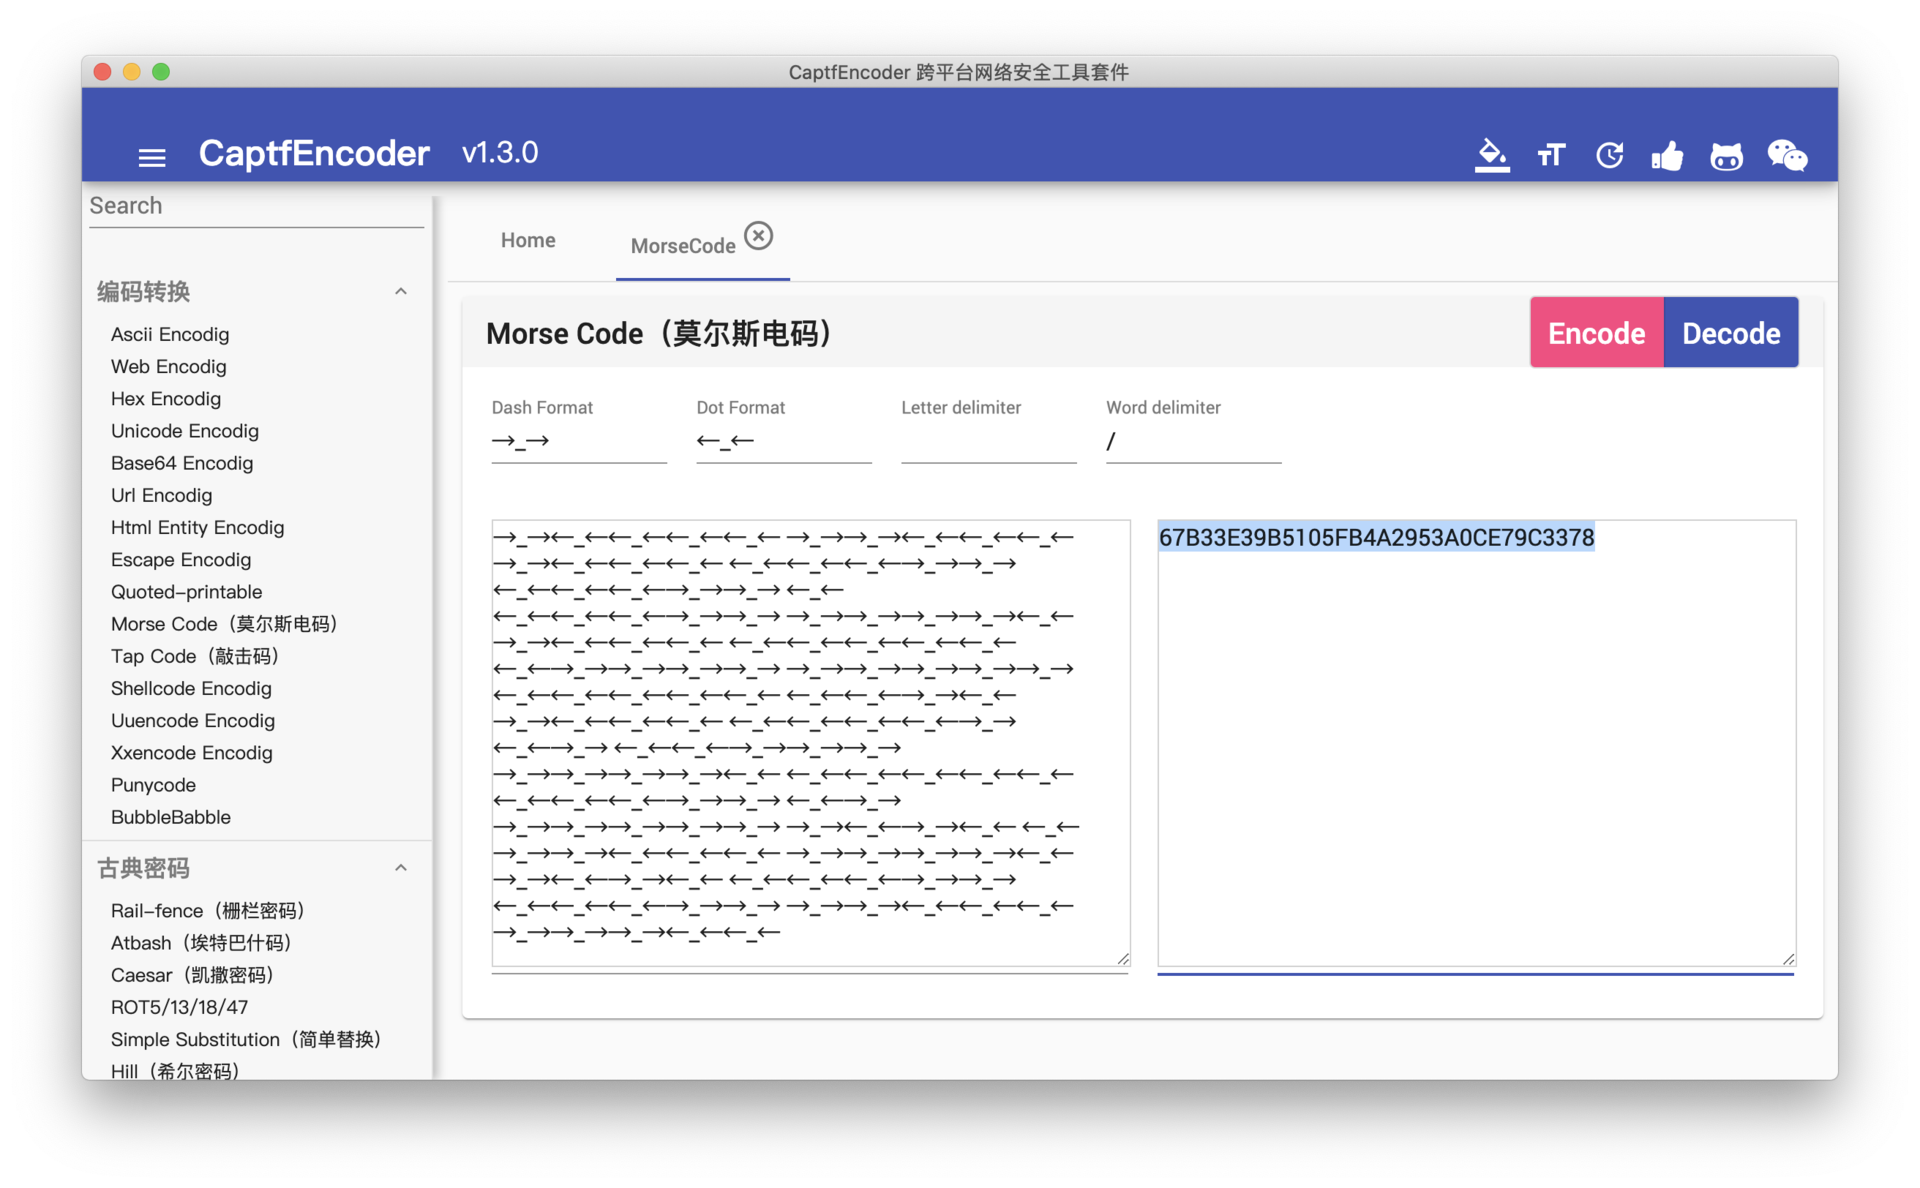 CaptfEncoder 跨平台网络安全工具套件
CaptfEncoder v1.3.0
Search
编码转换
Ascii Encodig
Web Encodig
Hex Encodig
Unicode Encodig
Base64 Encodig
Url Encodig
Html Entity Encodig
Escape Encodig
Quoted-printable
Morse Code（莫尔斯电码）
Tap Code（敲击码）
Shellcode Encodig
Uuencode Encodig
Xxencode Encodig
Punycode
BubbleBabble
古典密码
Rail-fence（栅栏密码）
Atbash（埃特巴什码）
Caesar（凯撒密码）
ROT5/13/18/47
Simple Substitution（简单替换）
Hill（希尔密码）
Home MorseCode
Morse Code（莫尔斯电码） Encode Decode
Dash Format Dot Format Letter delimiter Word delimiter
→_→ ←_← /
→_→←_←←_←←_←←_← →_→→_→←_←←_←←_←
→_→←_←←_←←_← ←_←←_←←_←→_→→_→
←_←←_←←_←→_→→_→ ←_←
←_←←_←←_←→_→→_→ →_→→_→→_→→_→←_←
→_→←_←←_←←_← ←_←←_←←_←←_←←_←
←_←→_→→_→→_→→_→ →_→→_→→_→→_→→_→
←_←←_←←_←←_←←_← ←_←←_←→_→←_←
→_→←_←←_←←_← ←_←←_←←_←←_←→_→
←_←→_→ ←_←←_←→_→→_→→_→
→_→→_→→_→→_→←_← ←_←←_←←_←←_←←_←
←_←←_←←_←→_→→_→ ←_←→_→
→_→→_→→_→→_→→_→ →_→←_←→_→←_← ←_←
→_→→_→←_←←_←←_← →_→→_→→_→→_→←_←
→_→←_←→_→←_← ←_←←_←←_←→_→→_→
←_←←_←←_←→_→→_→ →_→→_→←_←←_←←_←
→_→→_→→_→←_←←_←
67B33E39B5105FB4A2953A0CE79C3378